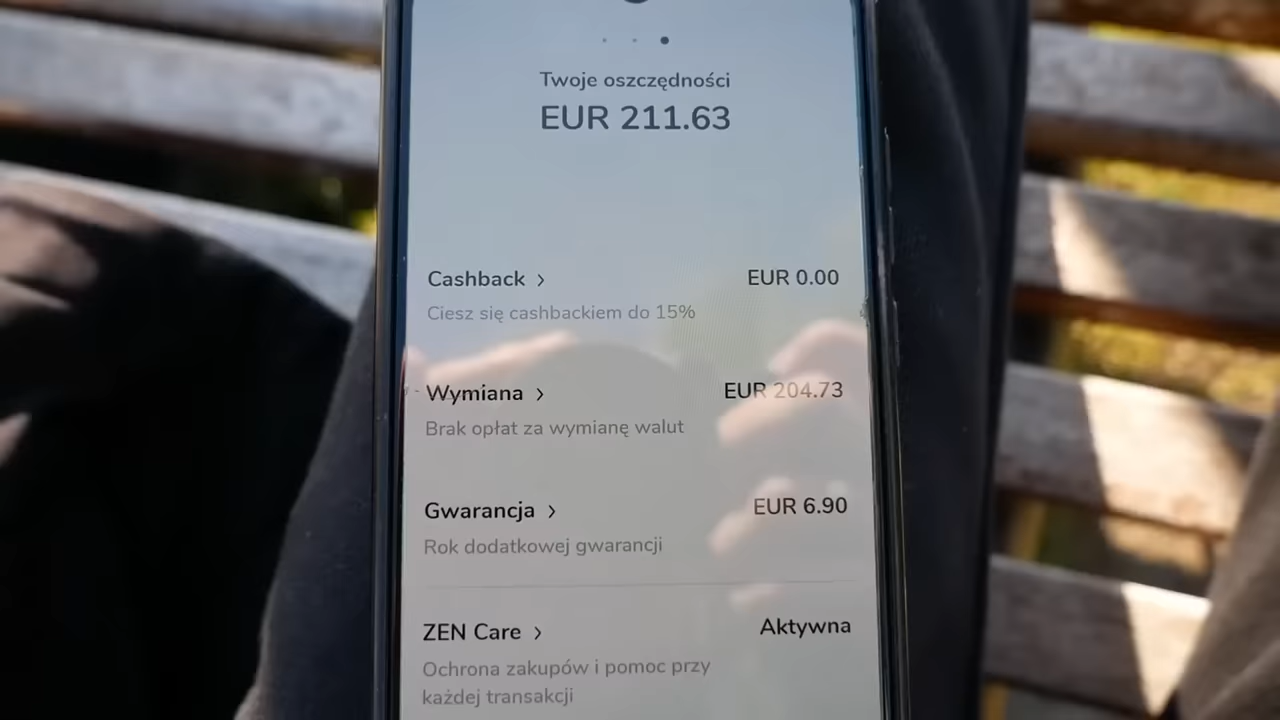 Twoje oszczędności
EUR 211.63
Cashback > EUR 0.00
Ciesz się cashbackiem do 15%
Wymiana > EUR 204.73
Brak opłat za wymianę walut
Gwarancja > EUR 6.90
Rok dodatkowej gwarancji
ZEN Care > Aktywna
Ochrona zakupów i pomoc przy
każdej transakcji